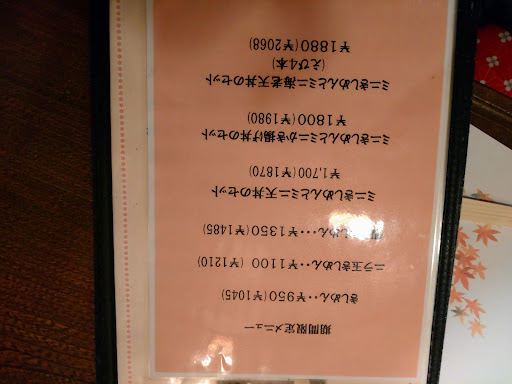 期間限定メニュー
きしめん‥‥￥950(￥1045)
ニラ玉きしめん‥￥1100 (￥1210)
きしめん‥‥￥1350(￥1485)
ミニきしめんとミニ天丼のセット
￥1,700(￥1870)
ミニきしめんとミニかき揚げ丼のセット
￥1800(￥1980)
ミニきしめんとミニ海老天丼のセット
(えび4本)
￥1880(￥2068)